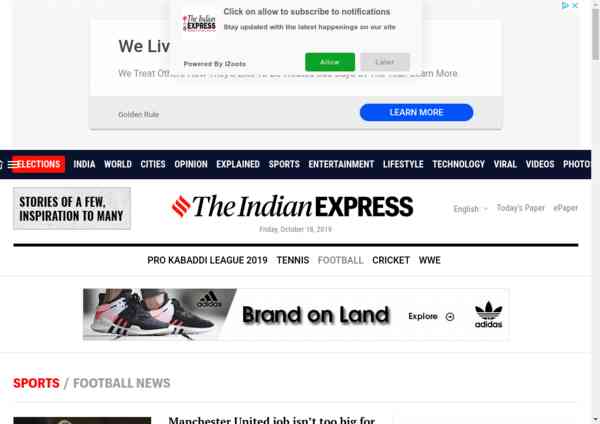 Click on allow to subscribe to notifications
The Indian
EXPRESS
Stay updated with the latest happenings on our site
Powered By iZooto
Allow
Later
We Liv
We Treat Others How They'd Like To Be Treated 365 Days Of The Year. Learn More
Golden Rule
LEARN MORE
ELECTIONS INDIA WORLD CITIES OPINION EXPLAINED SPORTS ENTERTAINMENT LIFESTYLE TECHNOLOGY VIRAL VIDEOS PHOTOS
STORIES OF A FEW,
INSPIRATION TO MANY
The Indian EXPRESS
Friday, October 18, 2019
English
Today's Paper
ePaper
PRO KABADDI LEAGUE 2019 TENNIS FOOTBALL CRICKET WWE
adidas
Brand on Land
Explore
adidas
SPORTS / FOOTBALL NEWS
Manchester United job isn't too big for